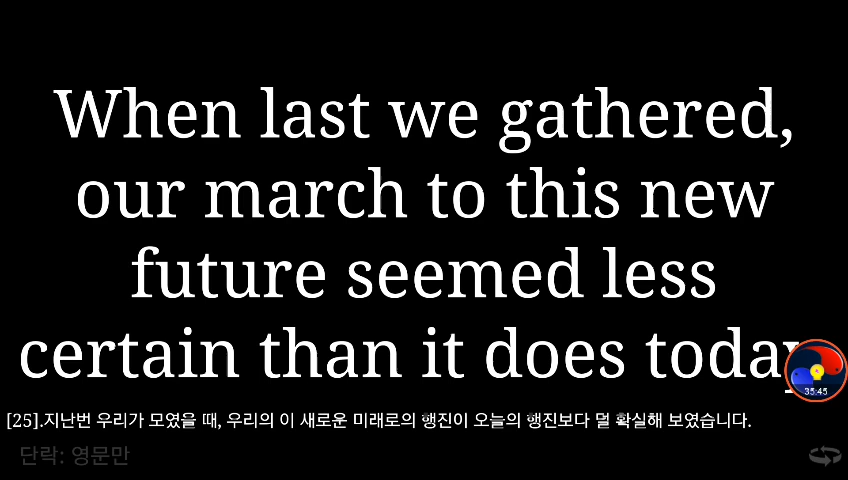 When last we gathered,
our march to this new
future seemed less
certain than it does today
[25].지난번 우리가 모였을 때, 우리의 이 새로운 미래로의 행진이 오늘의 행진보다 덜 확실해 보였습니다.
단락: 영문만
35:45